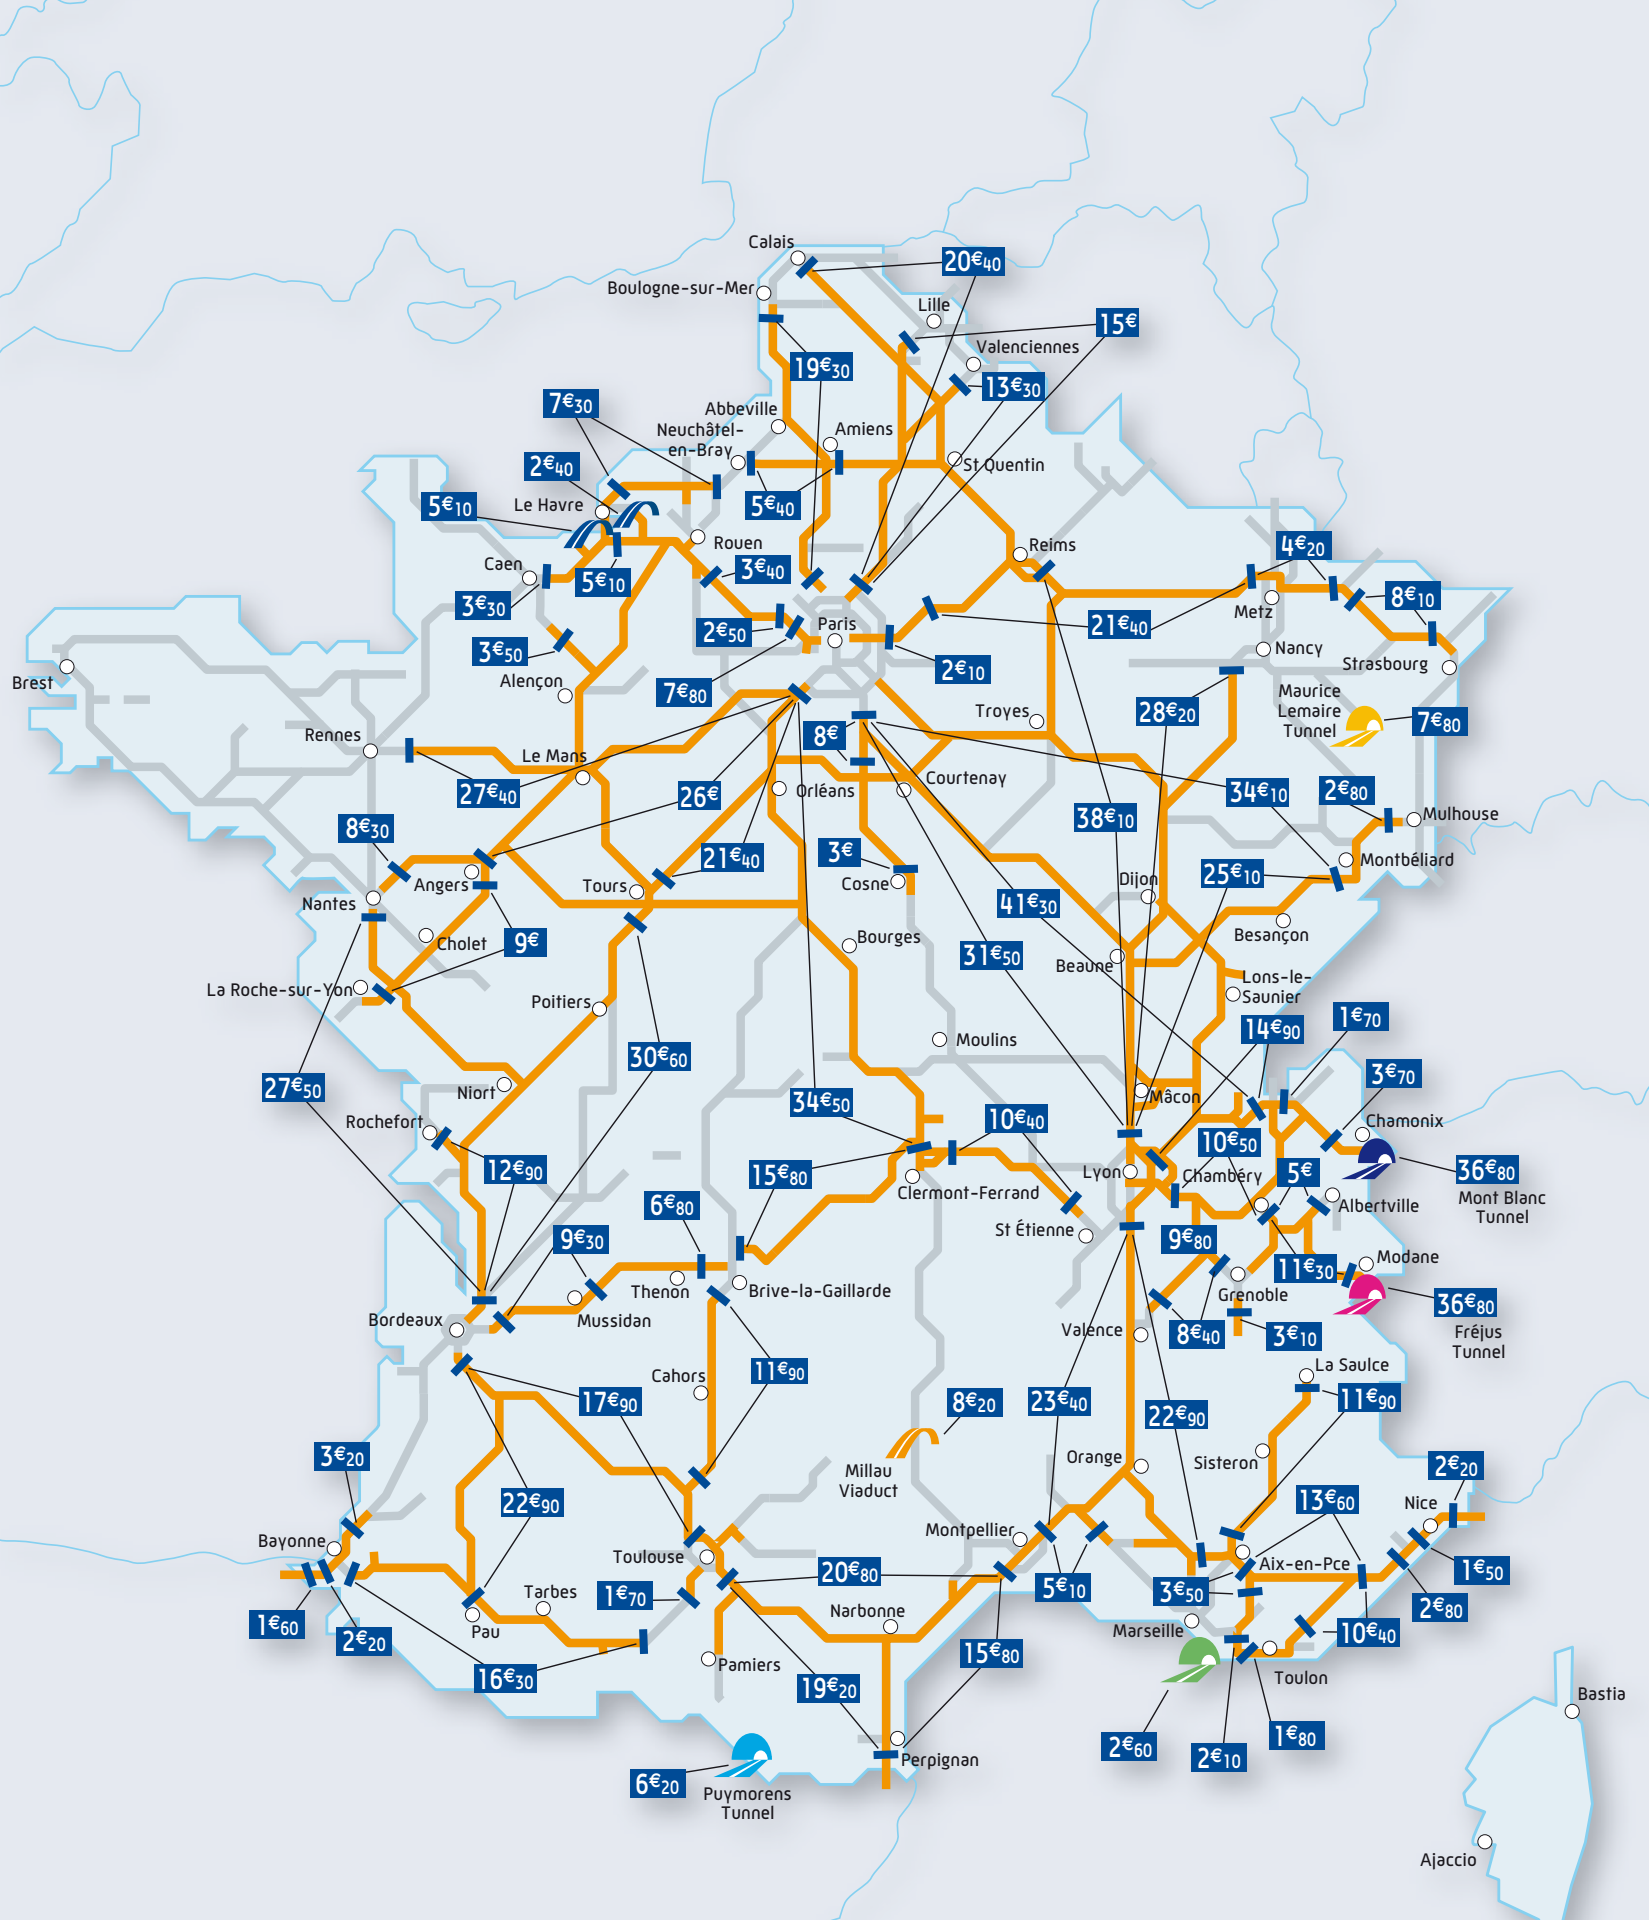 Calais
20€40
Boulogne-sur-Mer
Lille
15€
Valenciennes
19€30
13€30
7€30
Abbeville
Neuchâtel-
en-Bray
Amiens
2€40
St Quentin
5€10
Le Havre
5€40
Rouen
Reims
4€20
Caen
5€10
3€40
3€30
8€10
Metz
2€50
Paris
21€40
3€50
Nancy
Strasbourg
2€10
Brest
Alençon
7€80
Maurice
Lemaire
Tunnel
28€20
Troyes
7€80
Rennes
8€
Le Mans
Courtenay
27€40
26€
Orléans
34€10
2€80
38€10
Mulhouse
8€30
21€40
3€
Montbéliard
Angers
Tours
Cosne
Dijon
25€10
Nantes
41€30
Cholet
9€
Bourges
Besançon
31€50
Beaune
La Roche-sur-Yon
Lons-le-
Saunier
Poitiers
1€70
14€90
Moulins
30€60
27€50
3€70
Niort
Mâcon
34€50
Rochefort
10€40
Chamonix
10€50
12€90
15€80
Lyon
Chambéry
5€
36€80
Mont Blanc
Tunnel
Clermont-Ferrand
6€80
Albertville
St Étienne
9€30
9€80
Modane
11€30
Thenon
Brive-la-Gaillarde
Grenoble
36€80
Fréjus
Tunnel
Bordeaux
Mussidan
Valence
8€40
3€10
La Saulce
11€90
Cahors
17€90
8€20
23€40
22€90
11€90
3€20
Orange
Sisteron
Millau
Viaduct
2€20
22€90
13€60
Nice
Bayonne
Montpellier
Toulouse
Aix-en-Pce
1€50
20€80
5€10
3€50
Tarbes
1€70
2€80
1€60
Narbonne
Pau
2€20
Marseille
10€40
15€80
Pamiers
16€30
19€20
Toulon
Bastia
1€80
2€60
2€10
Perpignan
6€20
Puymorens
Tunnel
Ajaccio